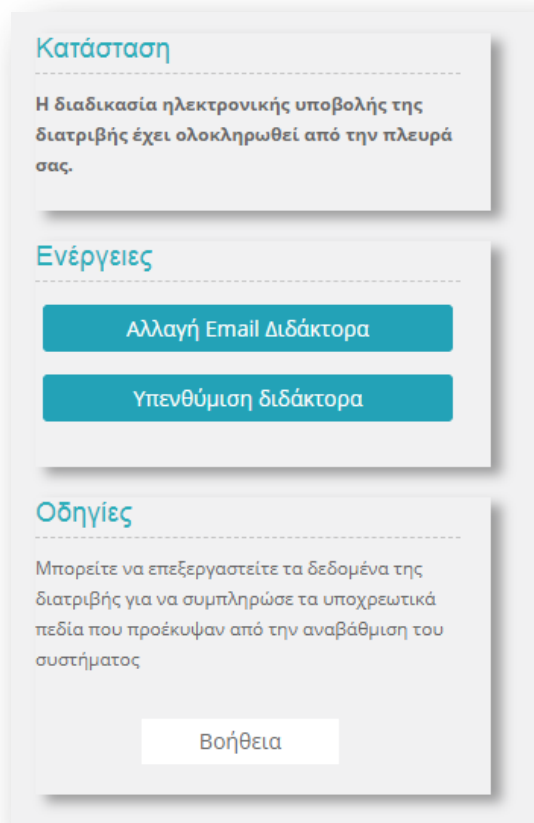 Κατάσταση
Η διαδικασία ηλεκτρονικής υποβολής της
διατριβής έχει ολοκληρωθεί από την πλευρά
σας.
Ενέργειες
Αλλαγή Email Διδάκτορα
Υπενθύμιση διδάκτορα
Οδηγίες
Μπορείτε να επεξεργαστείτε τα δεδομένα της
διατριβής για να συμπληρώσε τα υποχρεωτικά
πεδία που προέκυψαν από την αναβάθμιση του
συστήματος
Βοήθεια